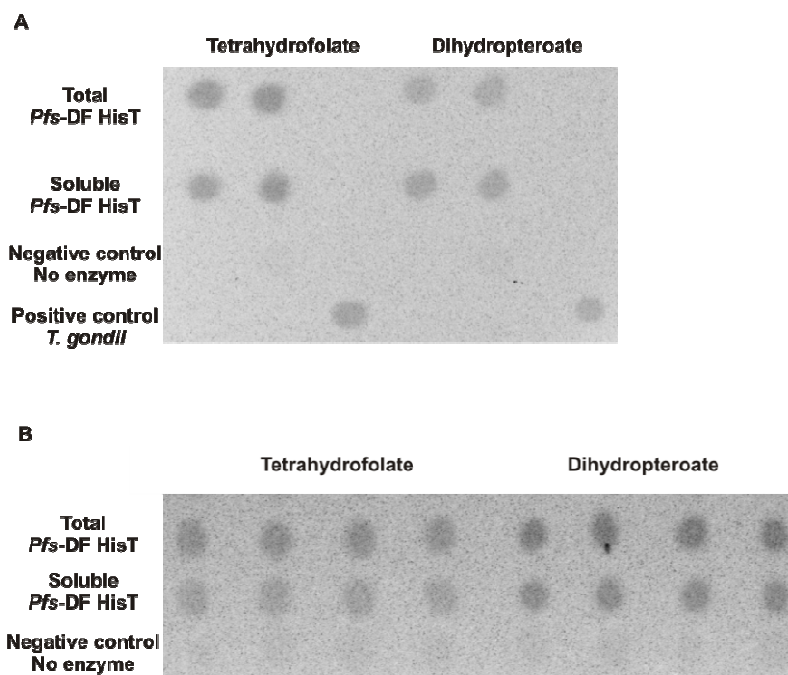 A
Tetrahydrofolate Dihydropteroate
Total
Pfs-DF HisT
Soluble
Pfs-DF HisT
Negative control
No enzyme
Positive control
T. gondii
B
Tetrahydrofolate Dihydropteroate
Total
Pfs-DF HisT
Soluble
Pfs-DF HisT
Negative control
No enzyme